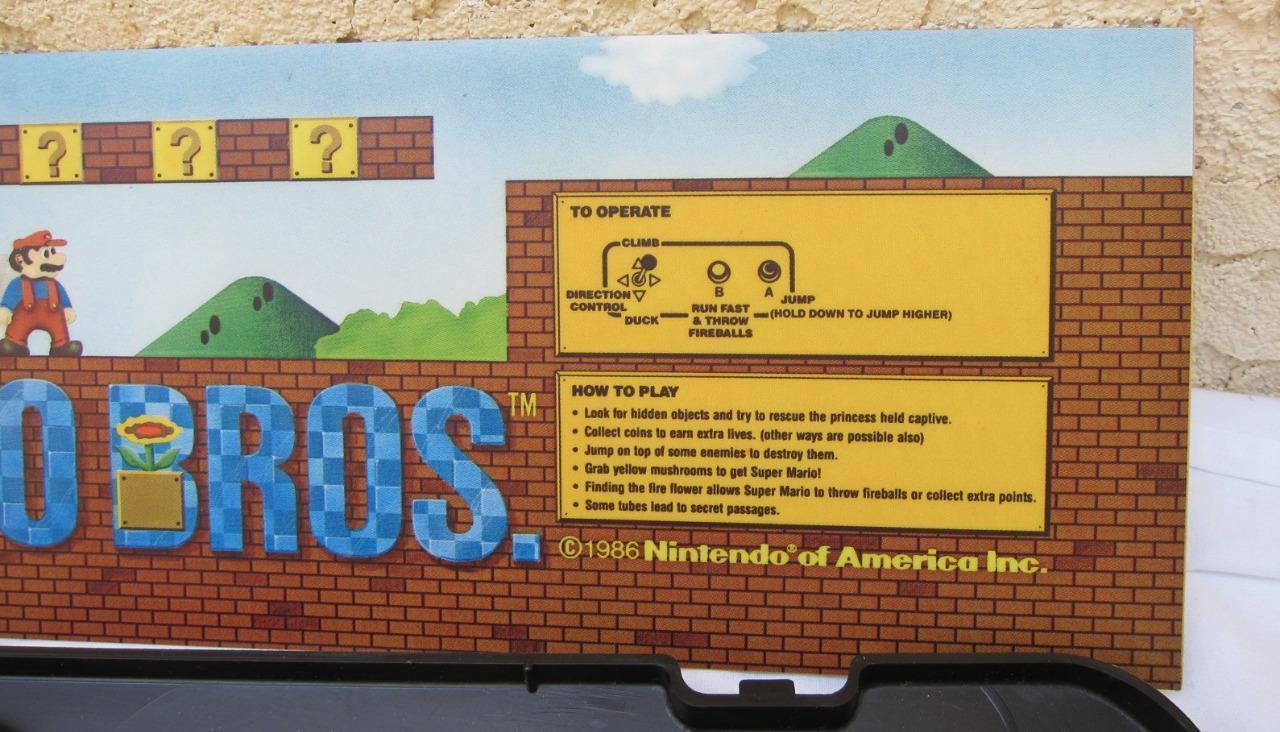 ? ? ?
TO OPERATE
CLIMB
DIRECTION
CONTROL
DUCK
B
RUN FAST
& THROW
FIREBALLS
A
JUMP
(HOLD DOWN TO JUMP HIGHER)
O BROS.™
HOW TO PLAY
• Look for hidden objects and try to rescue the princess held captive.
• Collect coins to earn extra lives. (other ways are possible also)
• Jump on top of some enemies to destroy them.
• Grab yellow mushrooms to get Super Mario!
• Finding the fire flower allows Super Mario to throw fireballs or collect extra points.
• Some tubes lead to secret passages.
©1986 Nintendo® of America Inc.